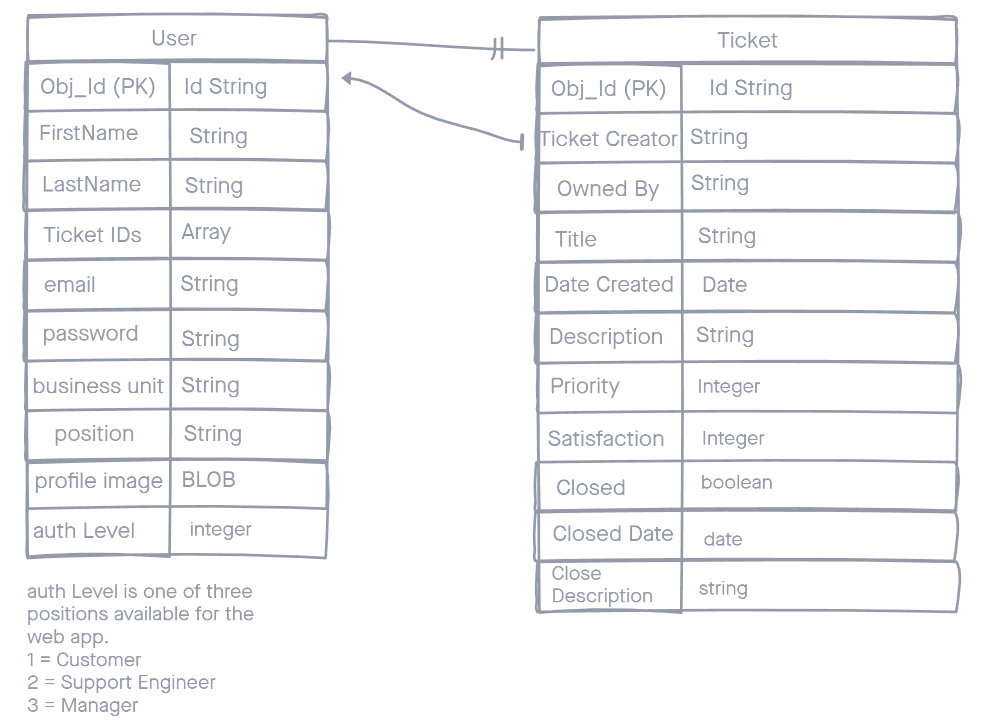 User
Obj_Id (PK) Id String
FirstName String
LastName String
Ticket IDs Array
email String
password String
business unit String
position String
profile image BLOB
auth Level integer
auth Level is one of three
positions available for the
web app.
1 = Customer
2 = Support Engineer
3 = Manager
Ticket
Obj_Id (PK) Id String
Ticket Creator String
Owned By String
Title String
Date Created Date
Description String
Priority Integer
Satisfaction Integer
Closed boolean
Closed Date date
Close
Description string